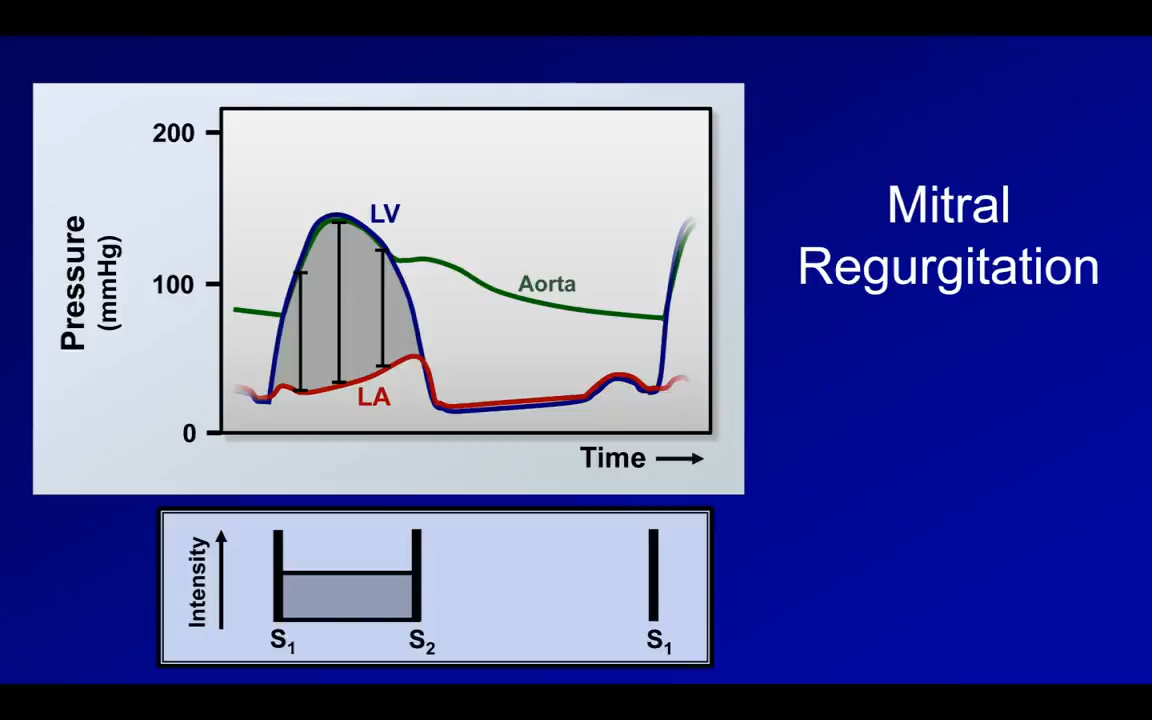 Mitral
Regurgitation
Pressure
(mmHg)
200
100
0
LV
Aorta
LA
Time
Intensity
S₁
S₂
S₁